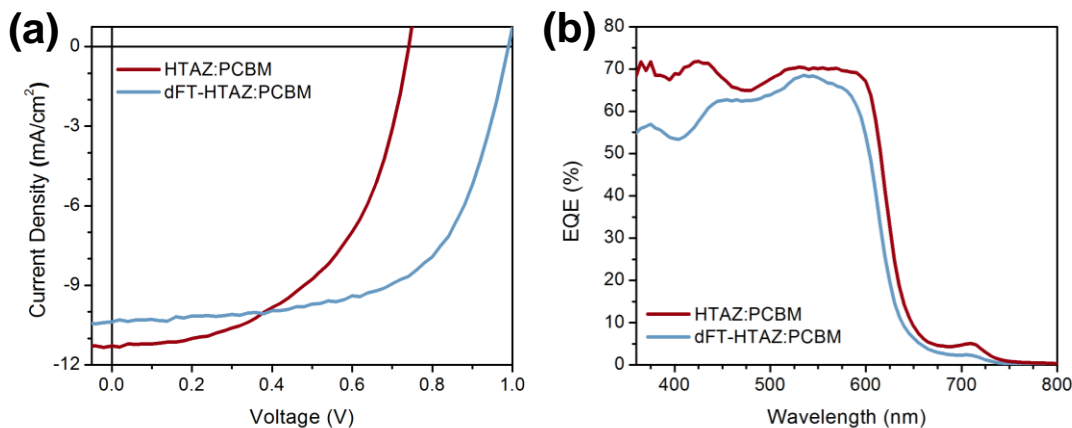 (a)
0
-3
-6
-9
-12
Current Density (mA/cm²)
HTAZ:PCBM
dFT-HTAZ:PCBM
0.0 0.2 0.4 0.6 0.8 1.0
Voltage (V)
(b)
80
70
60
50
40
30
20
10
0
EQE (%)
HTAZ:PCBM
dFT-HTAZ:PCBM
400 500 600 700 800
Wavelength (nm)